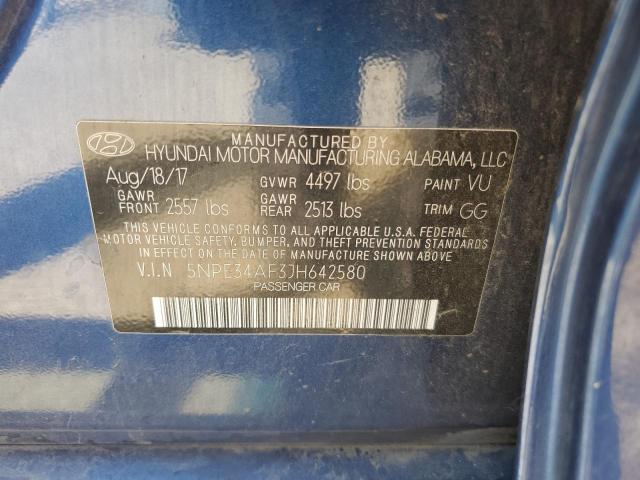 MANUFACTURED BY
HYUNDAI MOTOR MANUFACTURING ALABAMA, LLC
Aug/18/17 GVWR 4497 lbs PAINT VU
GAWR FRONT 2557 lbs GAWR REAR 2513 lbs TRIM GG
THIS VEHICLE CONFORMS TO ALL APPLICABLE U.S.A. FEDERAL
MOTOR VEHICLE SAFETY, BUMPER, AND THEFT PREVENTION STANDARDS
IN EFFECT ON THE DATE OF MANUFACTURE SHOWN ABOVE.
V.I.N 5NPE34AF3JH642580
PASSENGER CAR